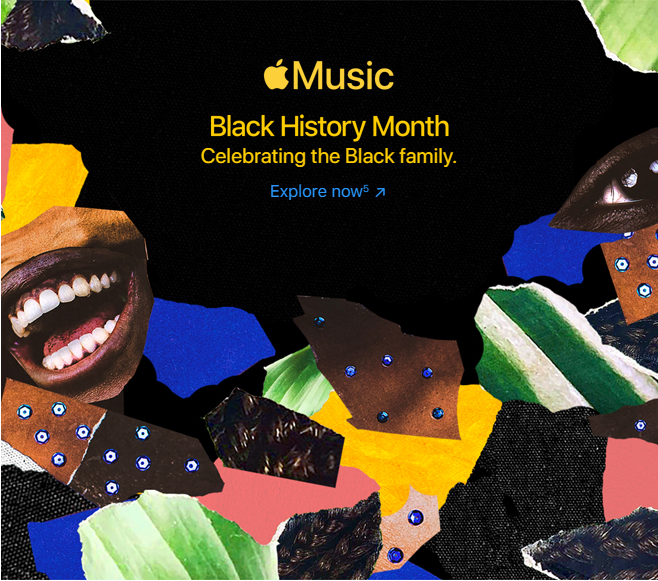 Music
Black History Month
Celebrating the Black family.
Explore now⁵ ↗